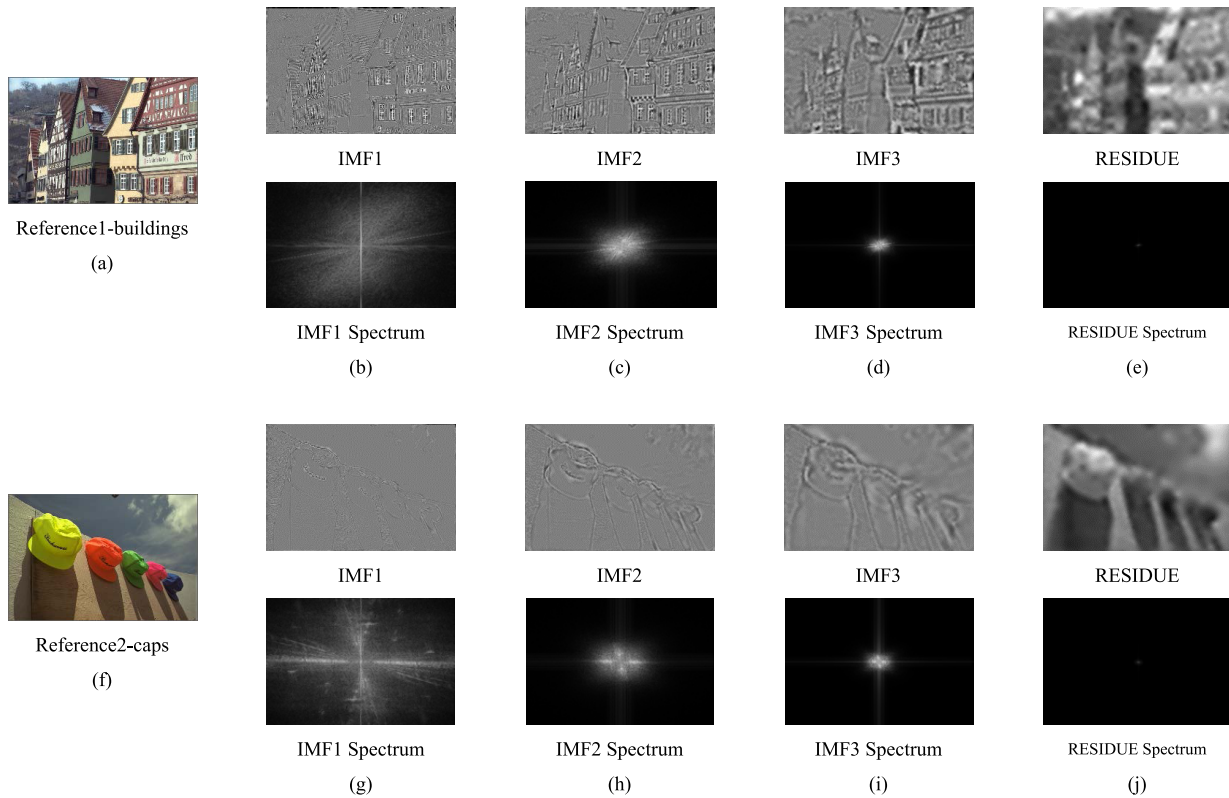 IMF1
IMF2
IMF3
RESIDUE
Reference1-buildings
(a)
IMF1 Spectrum
IMF2 Spectrum
IMF3 Spectrum
RESIDUE Spectrum
(b)
(c)
(d)
(e)
IMF1
IMF2
IMF3
RESIDUE
Reference2-caps
(f)
IMF1 Spectrum
IMF2 Spectrum
IMF3 Spectrum
RESIDUE Spectrum
(g)
(h)
(i)
(j)